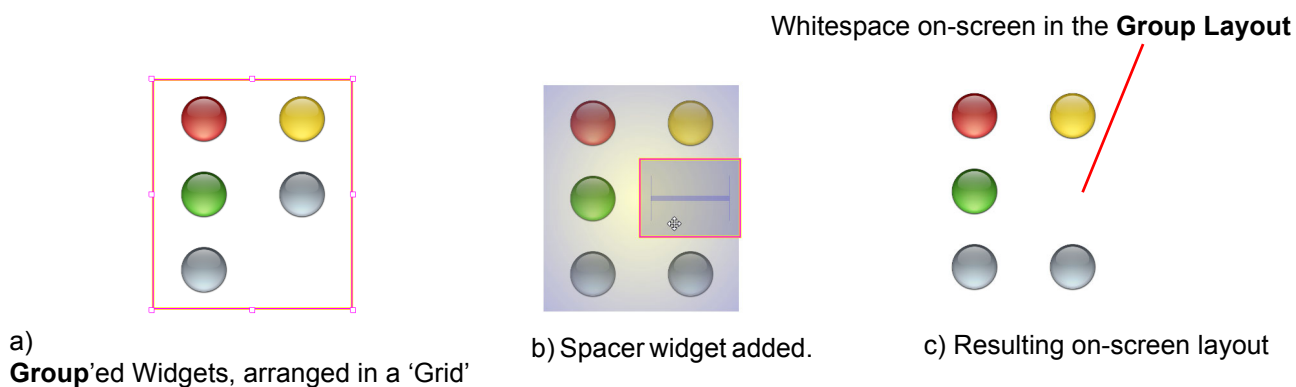 Whitespace on-screen in the Group Layout
a)
Group’ed Widgets, arranged in a ‘Grid’
b) Spacer widget added.
c) Resulting on-screen layout